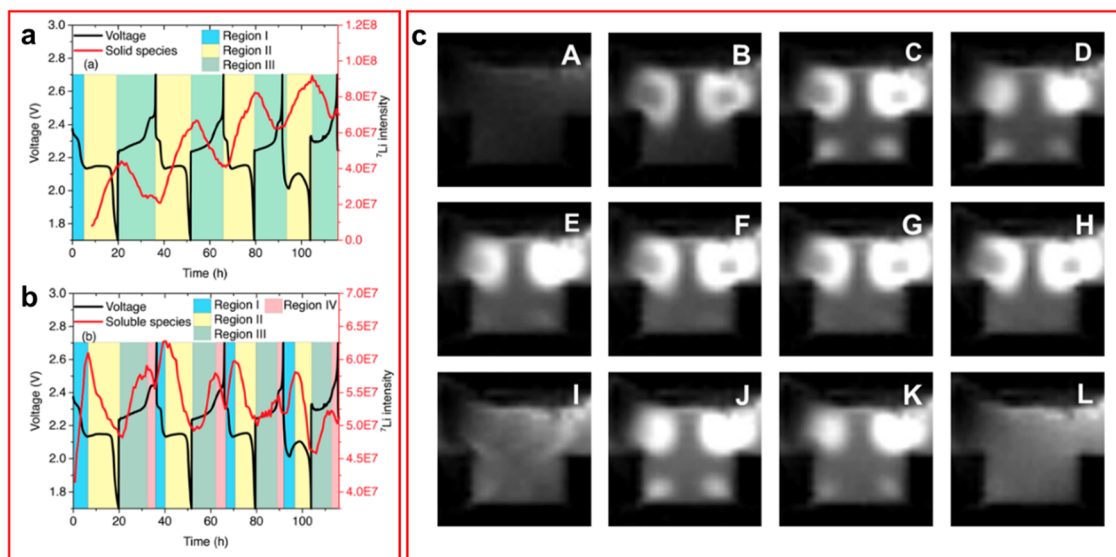 a
3.0
2.8
2.6
2.4
2.2
2.0
1.8
Voltage (V)
Voltage
Solid species
(a)
Region I
Region II
Region III
1.2E8
1.0E8
8.0E7
6.0E7
4.0E7
2.0E7
0.0
⁷Li intensity
0 20 40 60 80 100
Time (h)
b
3.0
2.8
2.6
2.4
2.2
2.0
1.8
Voltage (V)
Voltage
Soluble species
(b)
Region I
Region II
Region III
Region IV
7.0E7
6.5E7
6.0E7
5.5E7
5.0E7
4.5E7
4.0E7
⁷Li intensity
0 20 40 60 80 100
Time (h)
c
A B C D
E F G H
I J K L